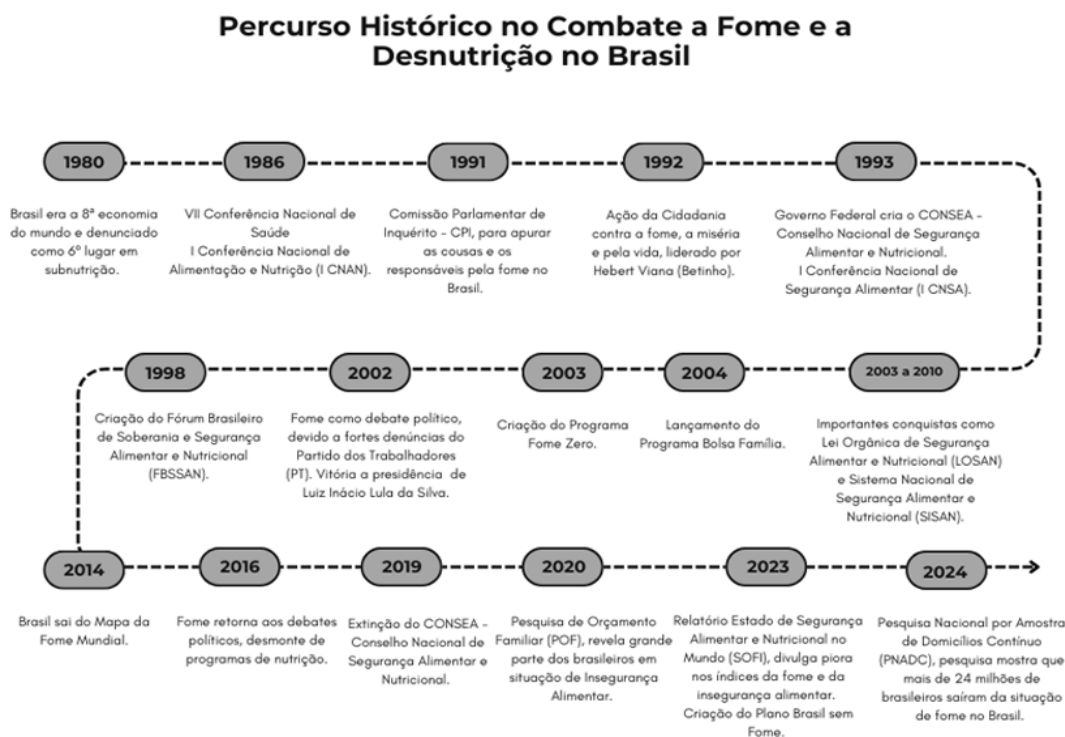 Percurso Histórico no Combate a Fome e a
Desnutrição no Brasil
1980
Brasil era a 8ª economia
do mundo e denunciado
como 6º lugar em
subnutrição.
1986
VII Conferência Nacional de
Saúde
I Conferência Nacional de
Alimentação e Nutrição (I CNAN).
1991
Comissão Parlamentar de
Inquérito - CPI, para apurar
as cousas e os
responsáveis pela fome no
Brasil.
1992
Ação da Cidadania
contra a fome, a miséria
e pela vida, liderado por
Hebert Viana (Betinho).
1993
Governo Federal cria o CONSEA -
Conselho Nacional de Segurança
Alimentar e Nutricional.
I Conferência Nacional de
Segurança Alimentar (I CNSA).
1998
Criação do Fórum Brasileiro
de Soberania e Segurança
Alimentar e Nutricional
(FBSSAN).
2002
Fome como debate político,
devido a fortes denúncias do
Partido dos Trabalhadores
(PT). Vitória a presidência de
Luiz Inácio Lula da Silva.
2003
Criação do Programa
Fome Zero.
2004
Lançamento do
Programa Bolsa Família.
2003 a 2010
Importantes conquistas como
Lei Orgânica de Segurança
Alimentar e Nutricional (LOSAN)
e Sistema Nacional de
Segurança Alimentar e
Nutricional (SISAN).
2014
Brasil sai do Mapa da
Fome Mundial.
2016
Fome retorna aos debates
políticos, desmonte de
programas de nutrição.
2019
Extinção do CONSEA -
Conselho Nacional de
Segurança Alimentar e
Nutricional.
2020
Pesquisa de Orçamento
Familiar (POF), revela grande
parte dos brasileiros em
situação de Insegurança
Alimentar.
2023
Relatório Estado de Segurança
Alimentar e Nutricional no
Mundo (SOFI), divulga piora
nos índices da fome e da
insegurança alimentar.
Criação do Plano Brasil sem
Fome.
2024
Pesquisa Nacional por Amostra
de Domicílios Contínuo
(PNADC), pesquisa mostra que
mais de 24 milhões de
brasileiros saíram da situação
de fome no Brasil.